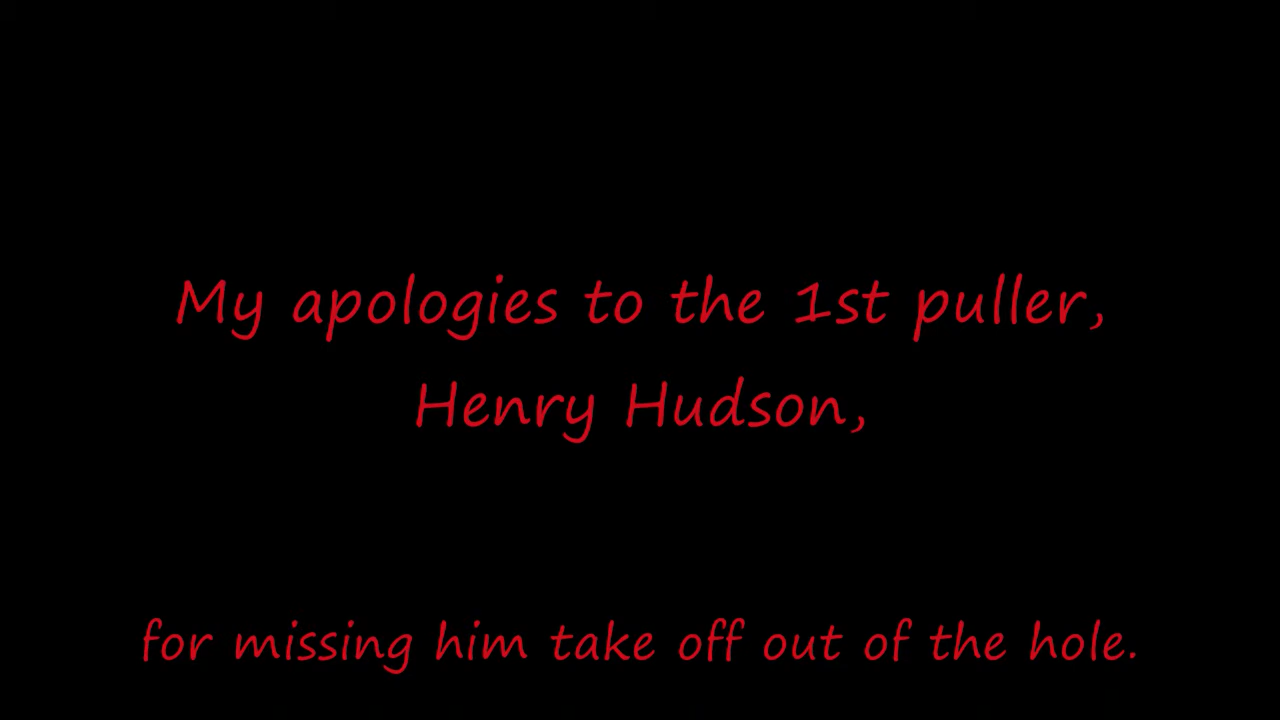 My apologies to the 1st puller,
Henry Hudson,
for missing him take off out of the hole.